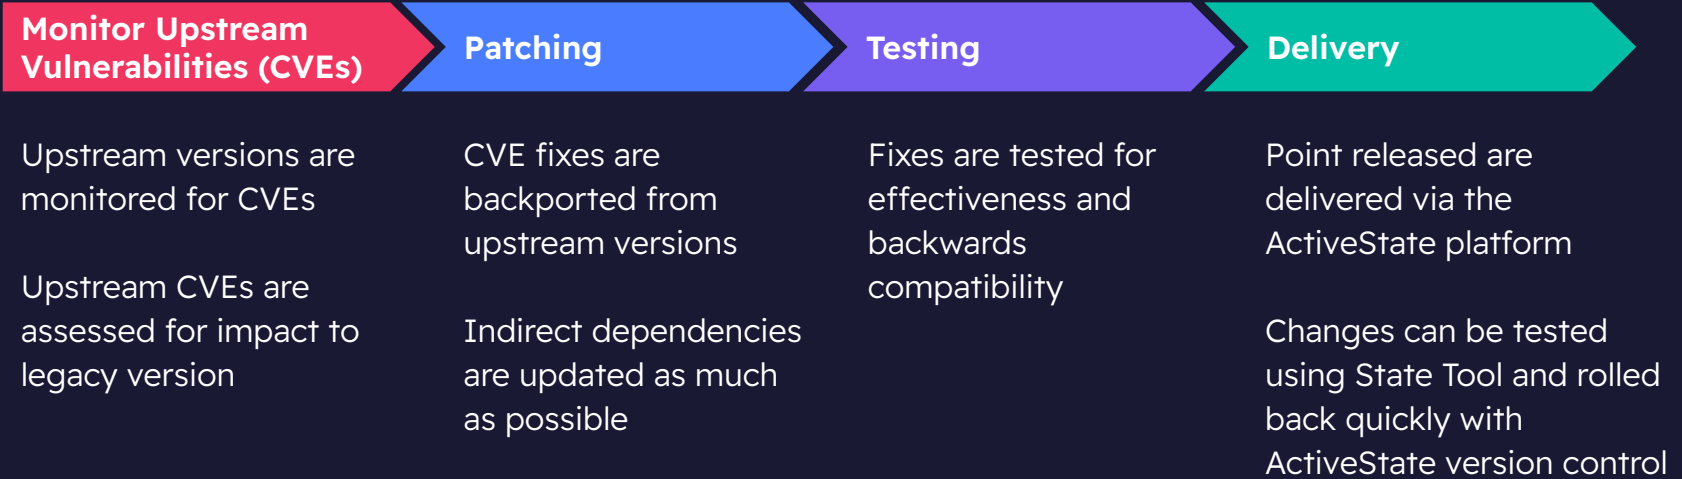 Monitor Upstream
Vulnerabilities (CVEs)
Patching
Testing
Delivery
Upstream versions are
monitored for CVEs
Upstream CVEs are
assessed for impact to
legacy version
CVE fixes are
backported from
upstream versions
Indirect dependencies
are updated as much
as possible
Fixes are tested for
effectiveness and
backwards
compatibility
Point released are
delivered via the
ActiveState platform
Changes can be tested
using State Tool and rolled
back quickly with
ActiveState version control